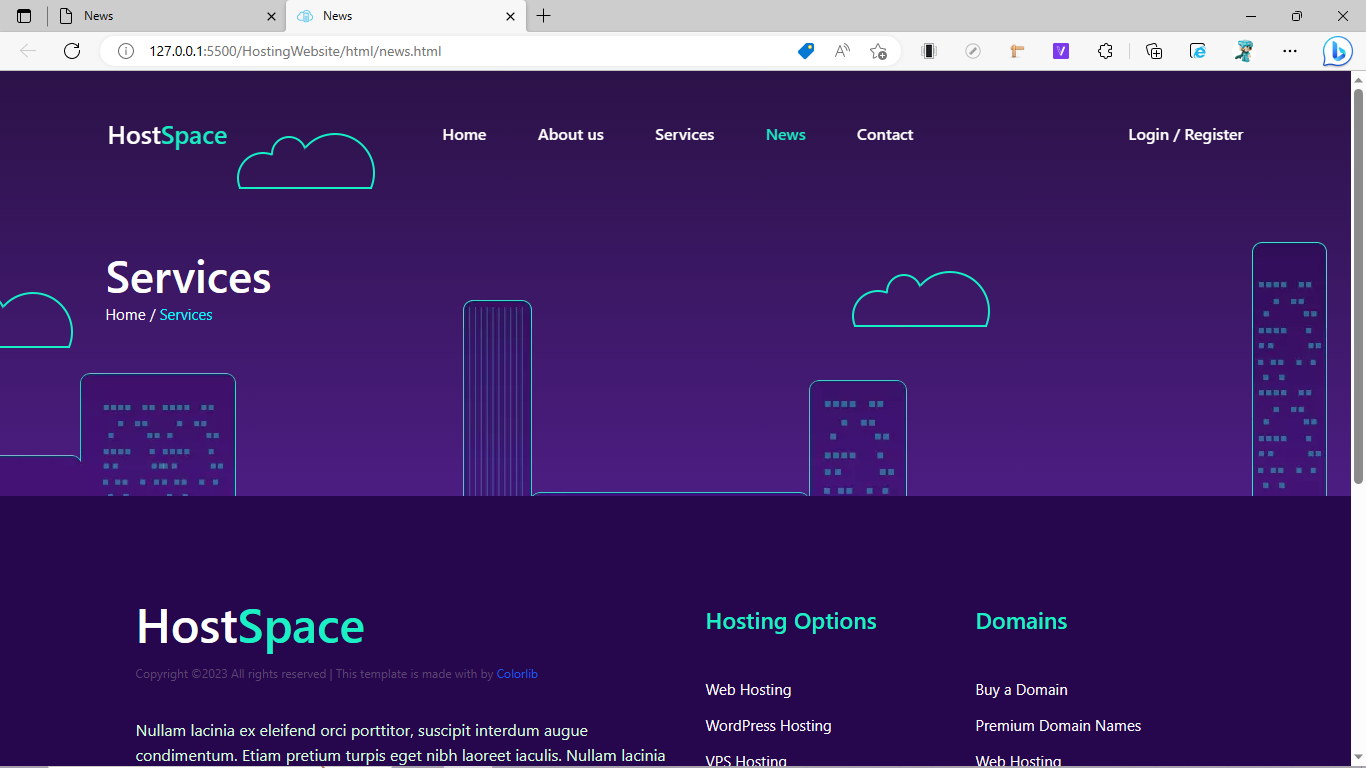 News
News
127.0.0.1:5500/HostingWebsite/html/news.html
HostSpace
Home
About us
Services
News
Contact
Login / Register
Services
Home / Services
HostSpace
Copyright ©2023 All rights reserved | This template is made with by Colorlib
Nullam lacinia ex eleifend orci porttitor, suscipit interdum augue
condimentum. Etiam pretium turpis eget nibh laoreet iaculis. Nullam lacinia
Hosting Options
Web Hosting
WordPress Hosting
VPS Hosting
Domains
Buy a Domain
Premium Domain Names
Web Hosting